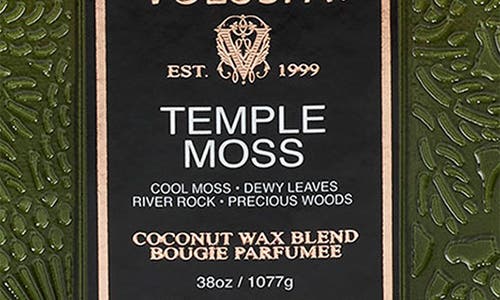 EST. 1999
TEMPLE
MOSS
COOL MOSS • DEWY LEAVES
RIVER ROCK • PRECIOUS WOODS
COCONUT WAX BLEND
BOUGIE PARFUMEE
38oz / 1077g